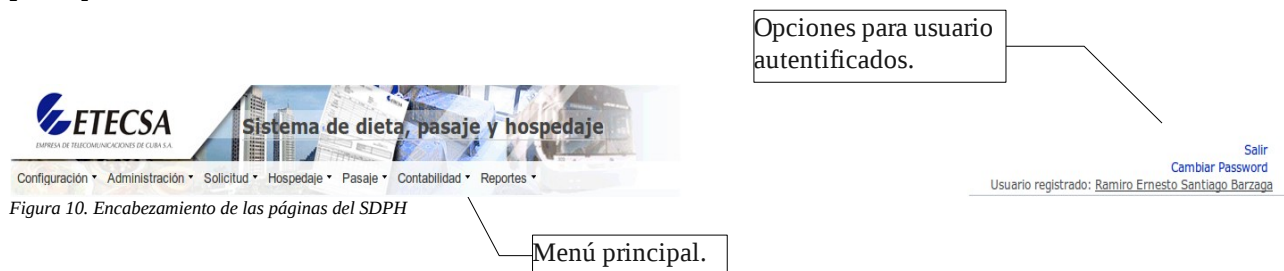 Opciones para usuario
autentificados.
ETECSA
EMPRESA DE TELECOMUNICACIONES DE CUBA S.A.
Sistema de dieta, pasaje y hospedaje
Salir
Cambiar Password
Usuario registrado: Ramiro Ernesto Santiago Barzaga
Configuración Administración Solicitud Hospedaje Pasaje Contabilidad Reportes
Figura 10. Encabezamiento de las páginas del SDPH
Menú principal.